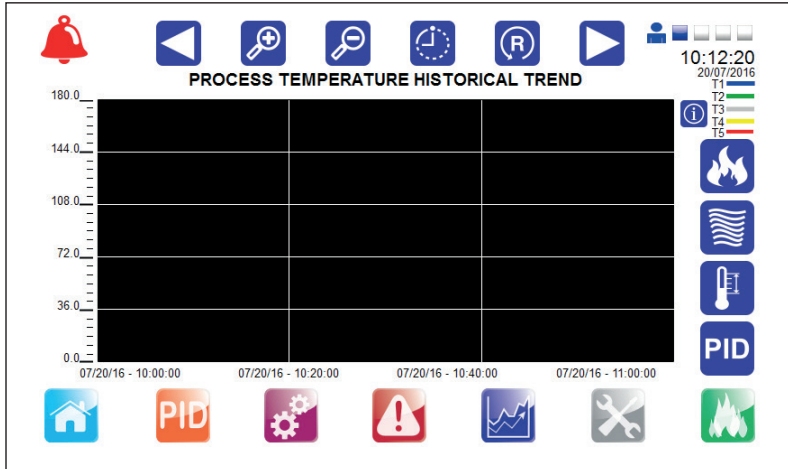 R
10:12:20
20/07/2016
PROCESS TEMPERATURE HISTORICAL TREND
T1
T2
T3
T4
T5
i
180.0
144.0
108.0
72.0
36.0
0.0
PID
07/20/16 - 10:00:00 07/20/16 - 10:20:00 07/20/16 - 10:40:00 07/20/16 - 11:00:00
PID